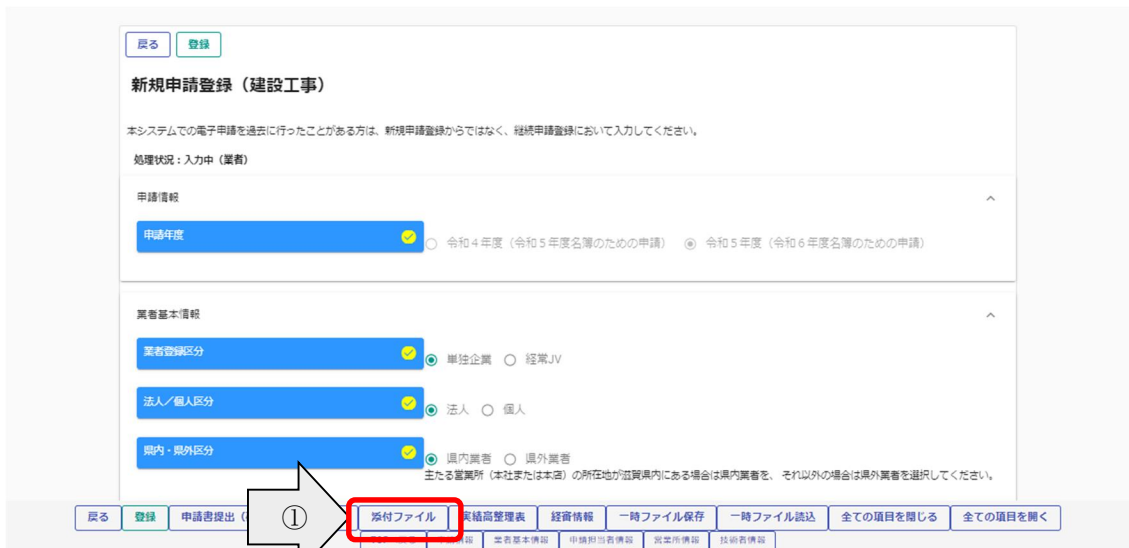 戻る 登録
新規申請登録（建設工事）
本システムでの電子申請を過去に行ったことがある方は、新規申請登録からではなく、継続申請登録において入力してください。
処理状況：入力中（業者）
申請情報
申請年度 令和４年度（令和５年度名簿のための申請） 令和５年度（令和６年度名簿のための申請）
業者基本情報
業者登録区分 単独企業 経常JV
法人／個人区分 法人 個人
県内・県外区分 県内業者 県外業者
主たる営業所（本社または本店）の所在地が滋賀県内にある場合は県内業者を、 それ以外の場合は県外業者を選択してください。
戻る 登録 申請書提出 ① 添付ファイル 実績高整理表 経審情報 一時ファイル保存 一時ファイル読込 全ての項目を閉じる 全ての項目を開く
業者基本情報 申請担当者情報 営業所情報 技術者情報